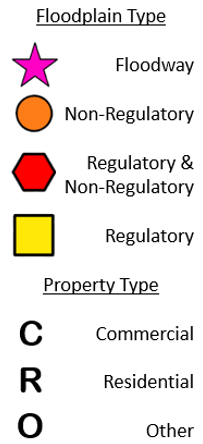 Floodplain Type
Floodway
Non-Regulatory
Regulatory &
Non-Regulatory
Regulatory
Property Type
C Commercial
R Residential
O Other